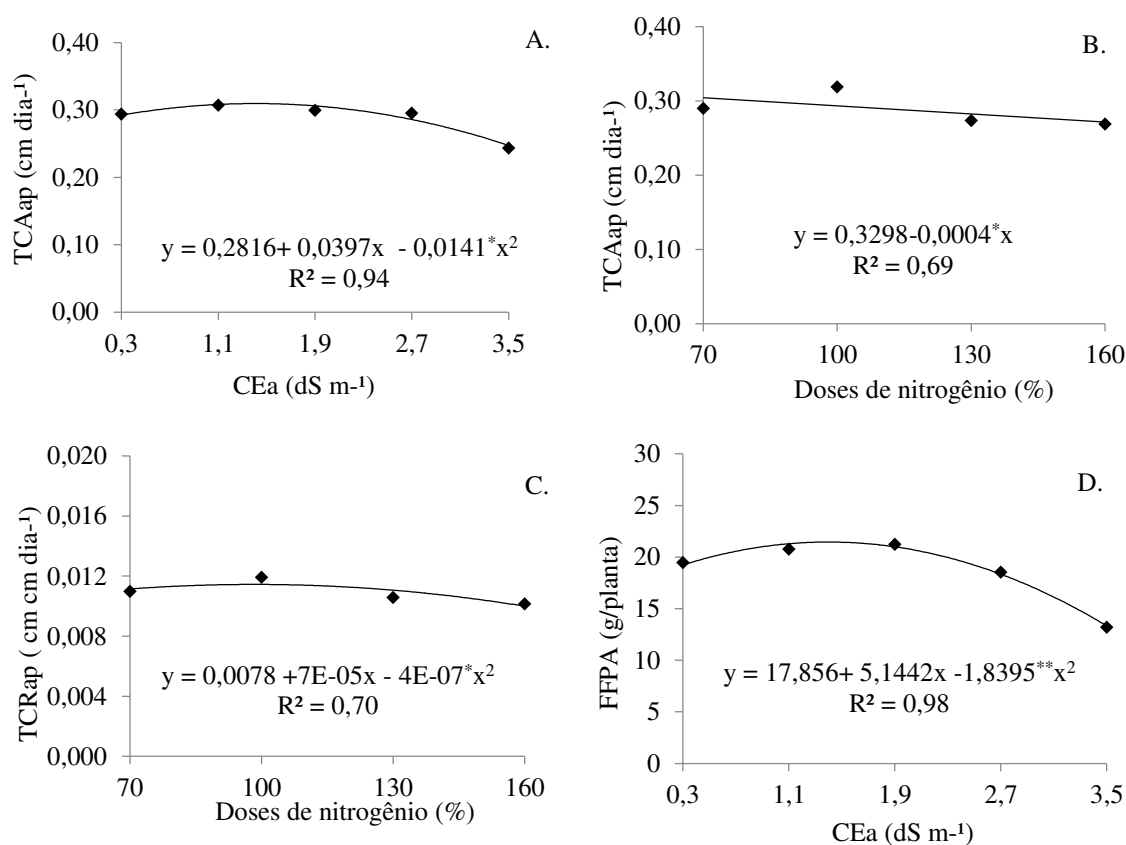 A.
TCAap (cm dia-¹)
0,40
0,30
0,20
0,10
0,00
y = 0,2816+ 0,0397x - 0,0141*x²
R² = 0,94
0,3 1,1 1,9 2,7 3,5
CEa (dS m-¹)
B.
TCAap (cm dia-¹)
0,40
0,30
0,20
0,10
0,00
y = 0,3298-0,0004*x
R² = 0,69
70 100 130 160
Doses de nitrogênio (%)
C.
TCRap ( cm cm dia-¹)
0,020
0,016
0,012
0,008
0,004
0,000
y = 0,0078 +7E-05x - 4E-07*x²
R² = 0,70
70 100 130 160
Doses de nitrogênio (%)
D.
FFPA (g/planta)
30
25
20
15
10
5
0
y = 17,856+ 5,1442x -1,8395**x²
R² = 0,98
0,3 1,1 1,9 2,7 3,5
CEa (dS m-¹)